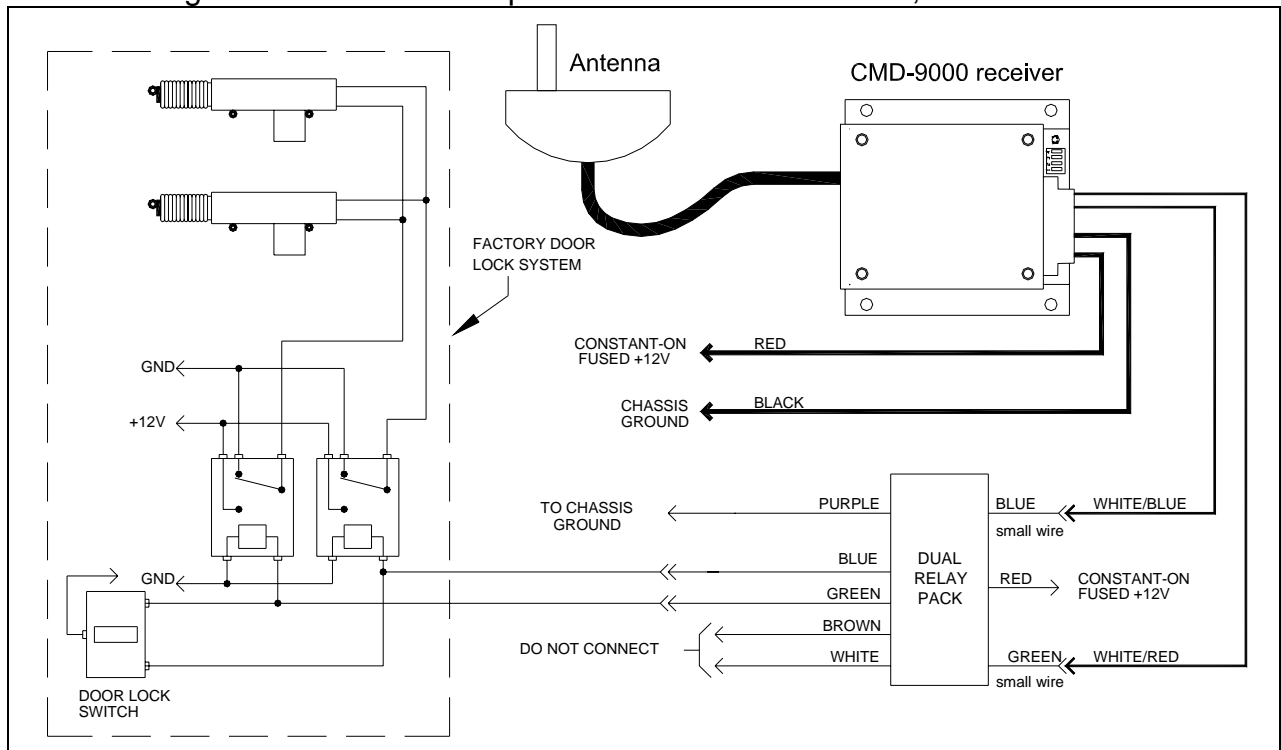 Antenna
CMD-9000 receiver
FACTORY DOOR
LOCK SYSTEM
CONSTANT-ON
FUSED +12V
RED
GND
CHASSIS
GROUND
BLACK
+12V
TO CHASSIS
GROUND
PURPLE
BLUE
WHITE/BLUE
small wire
DUAL
RELAY
PACK
BLUE
GND
RED
CONSTANT-ON
FUSED +12V
GREEN
BROWN
DO NOT CONNECT
WHITE
GREEN
WHITE/RED
small wire
DOOR LOCK
SWITCH